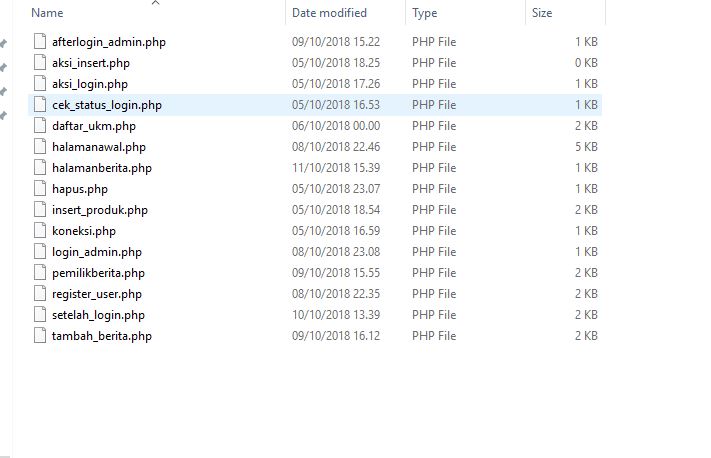 Name Date modified Type Size
afterlogin_admin.php 09/10/2018 15.22 PHP File 1 KB
aksi_insert.php 05/10/2018 18.25 PHP File 0 KB
aksi_login.php 05/10/2018 17.26 PHP File 1 KB
cek_status_login.php 05/10/2018 16.53 PHP File 1 KB
daftar_ukm.php 06/10/2018 00.00 PHP File 2 KB
halamanawal.php 08/10/2018 22.46 PHP File 5 KB
halamanberita.php 11/10/2018 15.39 PHP File 1 KB
hapus.php 05/10/2018 23.07 PHP File 1 KB
insert_produk.php 05/10/2018 18.54 PHP File 2 KB
koneksi.php 05/10/2018 16.59 PHP File 1 KB
login_admin.php 08/10/2018 23.08 PHP File 1 KB
pemilikberita.php 09/10/2018 15.55 PHP File 2 KB
register_user.php 08/10/2018 22.35 PHP File 2 KB
setelah_login.php 10/10/2018 13.39 PHP File 2 KB
tambah_berita.php 09/10/2018 16.12 PHP File 2 KB